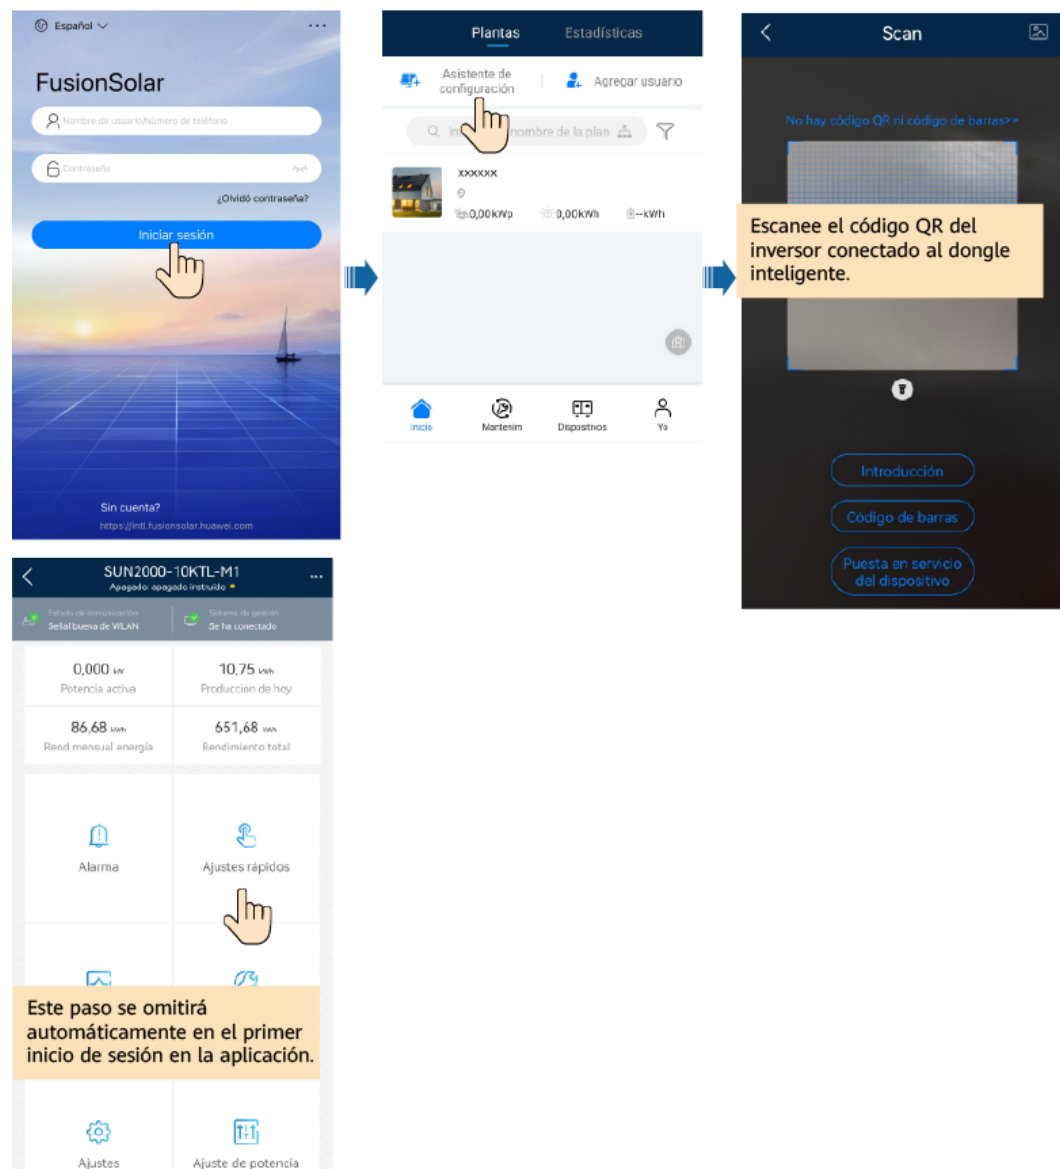 Español
FusionSolar
Nombre de usuario/Número de teléfono
Contraseña
¿Olvidó contraseña?
Iniciar sesión
Sin cuenta?
https://intl.fusionsolar.huawei.com
Plantas Estadísticas
Asistente de
configuración
Agregar usuario
nombre de la plan
xxxxxx
0,00kWp 0,00kWh --kWh
Inicio Mantenim Dispositivos Yo
Scan
No hay código QR ni código de barras>>
Escanee el código QR del
inversor conectado al dongle
inteligente.
Introducción
Código de barras
Puesta en servicio
del dispositivo
SUN2000-10KTL-M1
Apagado: apagado instruido
Estado de comunicación
Señal buena de WLAN
Sistema de gestión
Se ha conectado
0,000 kW
Potencia activa
10,75 kWh
Producción de hoy
86,68 kWh
Rend mensual energía
651,68 kWh
Rendimiento total
Alarma
Ajustes rápidos
Este paso se omitirá
automáticamente en el primer
inicio de sesión en la aplicación.
Ajustes
Ajuste de potencia